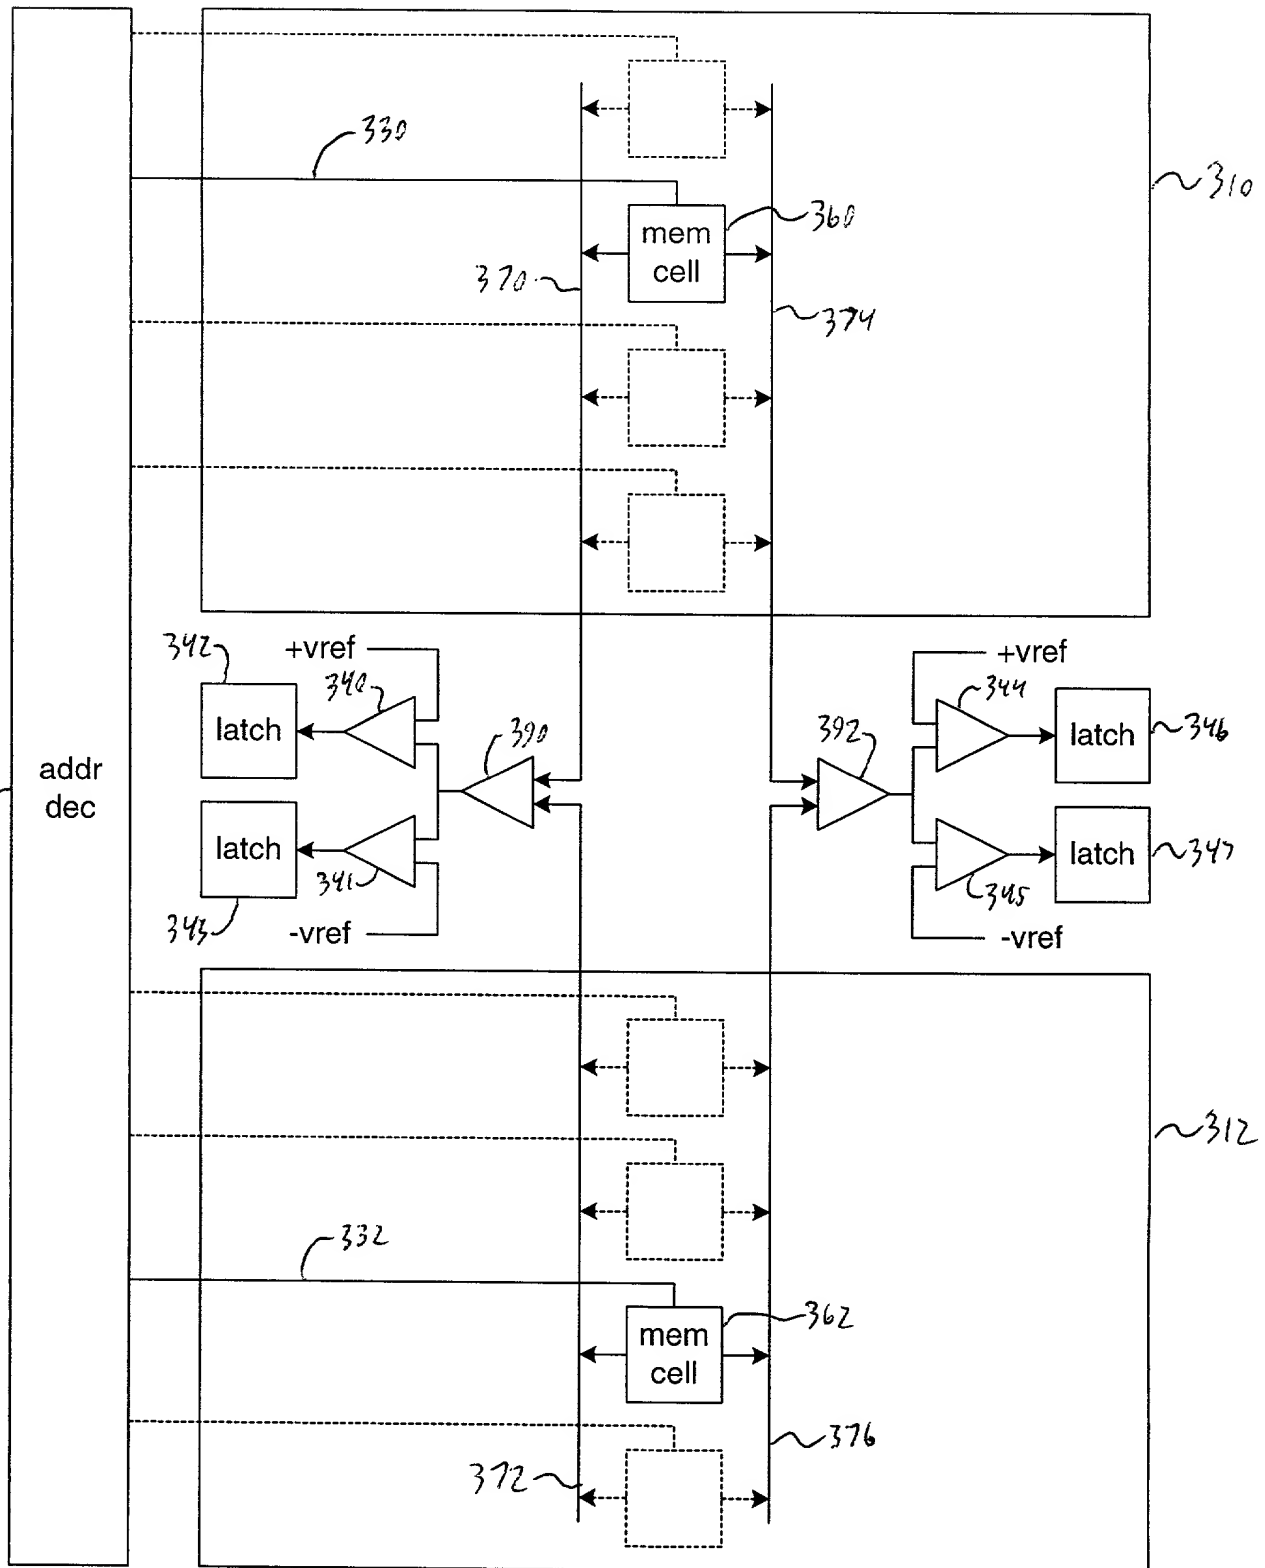 330
310
mem
cell
360
370
374
342
+vref
340
latch
390
392
+vref
344
latch
346
addr
dec
latch
341
343
-vref
345
latch
347
-vref
312
332
mem
cell
362
376
372